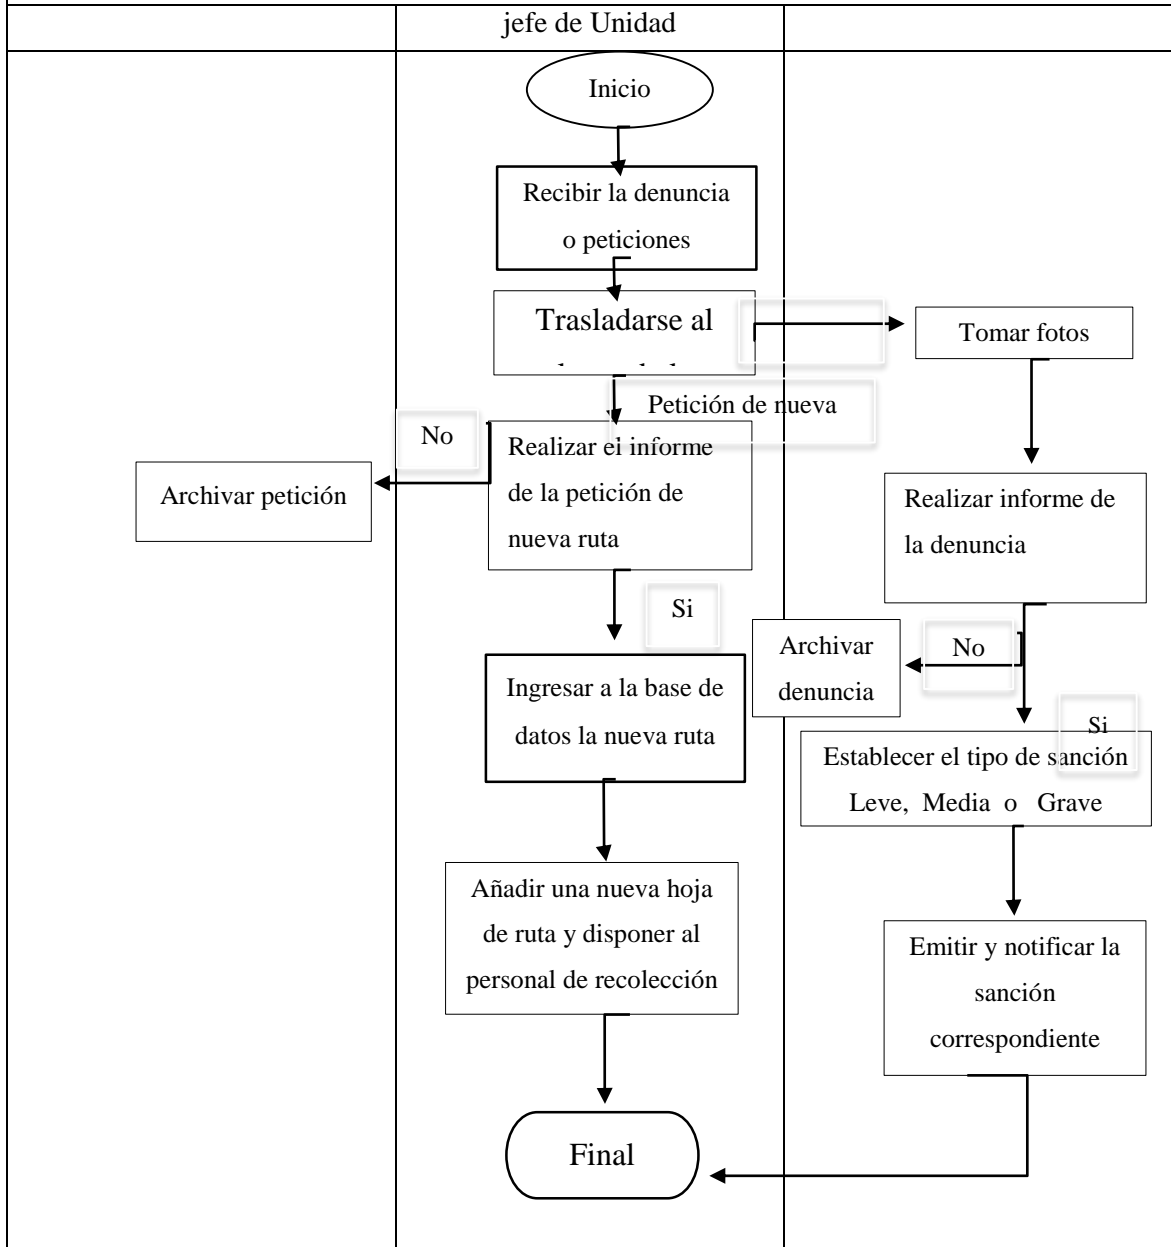 jefe de Unidad
Inicio
Recibir la denuncia
o peticiones
Trasladarse al
Tomar fotos
Petición de nueva
No
Realizar el informe
de la petición de
nueva ruta
Archivar petición
Realizar informe de
la denuncia
Si
Archivar
denuncia
No
Ingresar a la base de
datos la nueva ruta
Si
Establecer el tipo de sanción
Leve, Media o Grave
Añadir una nueva hoja
de ruta y disponer al
personal de recolección
Emitir y notificar la
sanción
correspondiente
Final